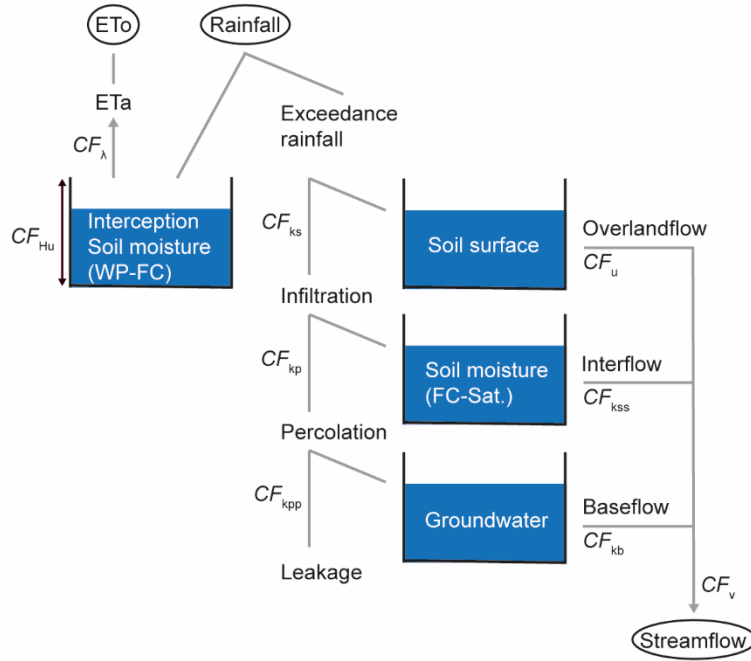 ETo
Rainfall
ETa
Exceedance
rainfall
CFλ
CFHu
Interception
Soil moisture
(WP-FC)
CFks
Soil surface
Overlandflow
CFu
Infiltration
CFkp
Soil moisture
(FC-Sat.)
Interflow
CFkss
Percolation
CFkpp
Groundwater
Baseflow
CFkb
Leakage
CFv
Streamflow